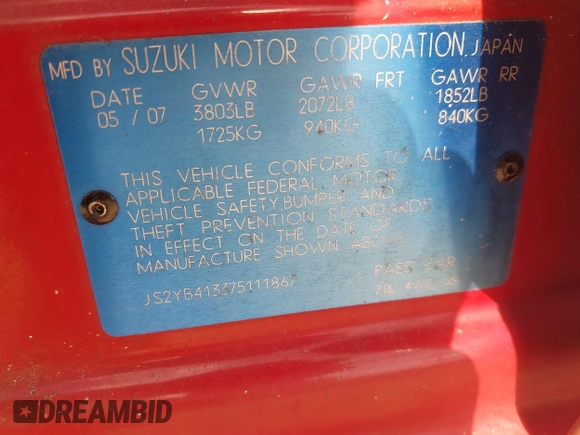 MFD BY SUZUKI MOTOR CORPORATION JAPAN
DATE GVWR GAWR FRT GAWR RR
05 / 07 3803LB 2072LB 1852LB
1725KG 940KG 840KG
THIS VEHICLE CONFORMS TO ALL
APPLICABLE FEDERAL MOTOR
VEHICLE SAFETY,BUMPER AND
THEFT PREVENTION STANDARDS
IN EFFECT ON THE DATE OF
MANUFACTURE SHOWN ABOVE.
JS2YB413375111867 PASS CAR
DREAMBID